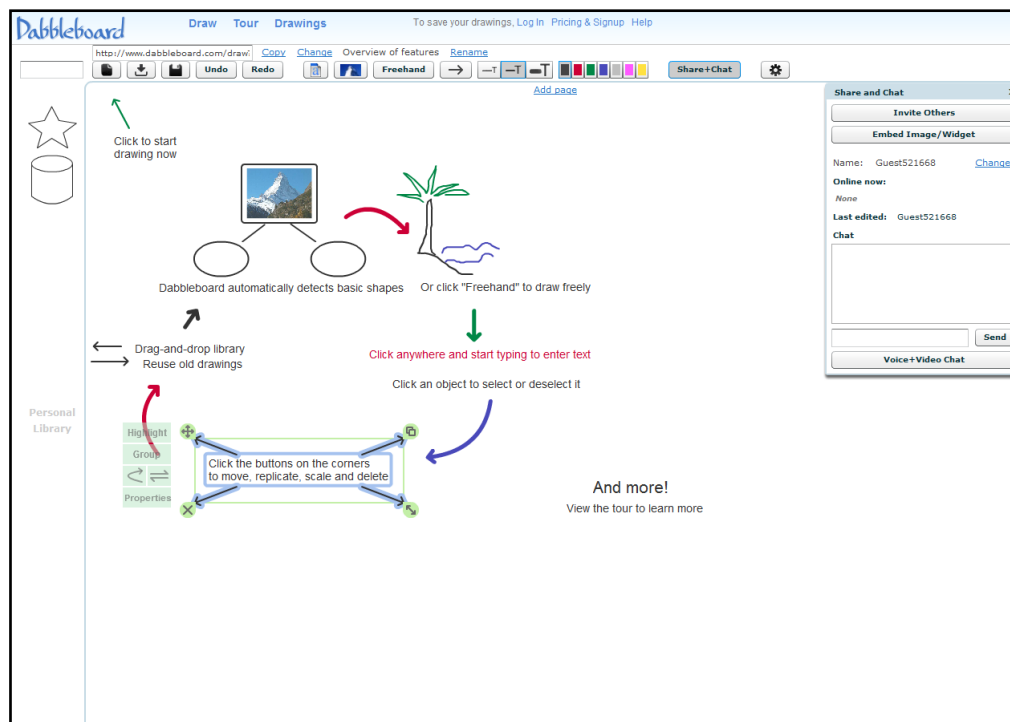 Dabbleboard
Draw Tour Drawings
To save your drawings, Log In Pricing & Signup Help
http://www.dabbleboard.com/draw? Copy Change Overview of features Rename
Undo Redo Freehand T T T Share+Chat
Add page
Click to start
drawing now
Dabbleboard automatically detects basic shapes
Or click "Freehand" to draw freely
Drag-and-drop library
Reuse old drawings
Click anywhere and start typing to enter text
Click an object to select or deselect it
Personal
Library
Highlight
Group
Properties
Click the buttons on the corners
to move, replicate, scale and delete
And more!
View the tour to learn more
Share and Chat
Invite Others
Embed Image/Widget
Name: Guest521668 Change
Online now:
None
Last edited: Guest521668
Chat
Send
Voice+Video Chat